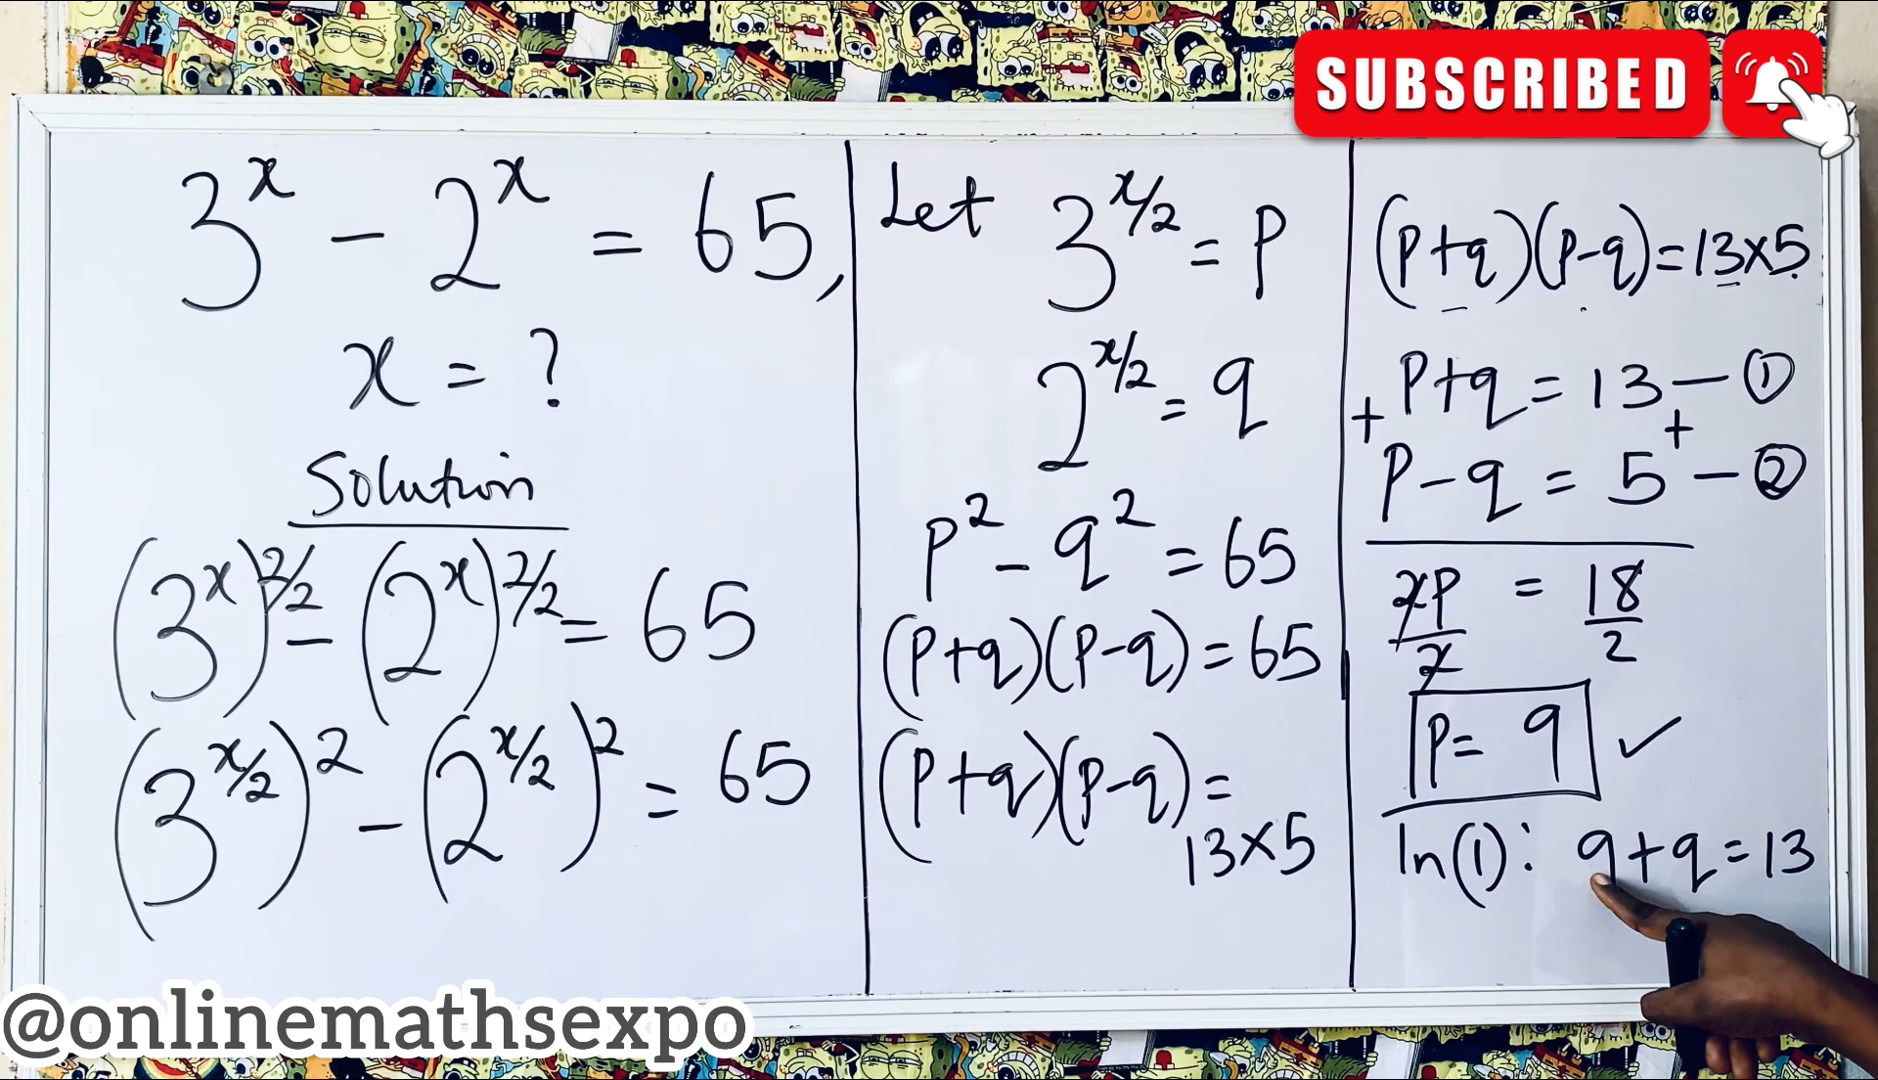 SUBSCRIBED
3^x - 2^x = 65,
x = ?
Solution
(3^x)^2/2 - (2^x)^2/2 = 65
(3^x/2)^2 - (2^x/2)^2 = 65
Let 3^x/2 = p
2^x/2 = q
p^2 - q^2 = 65
(p+q)(p-q) = 65
(p+q)(p-q) =
13×5
(p+q)(p-q) = 13×5
+ p+q = 13 + — ①
p-q = 5 — ②
2p/2 = 18/2
p = 9 ✓
In(1): 9+q=13
@onlinemathsexpo